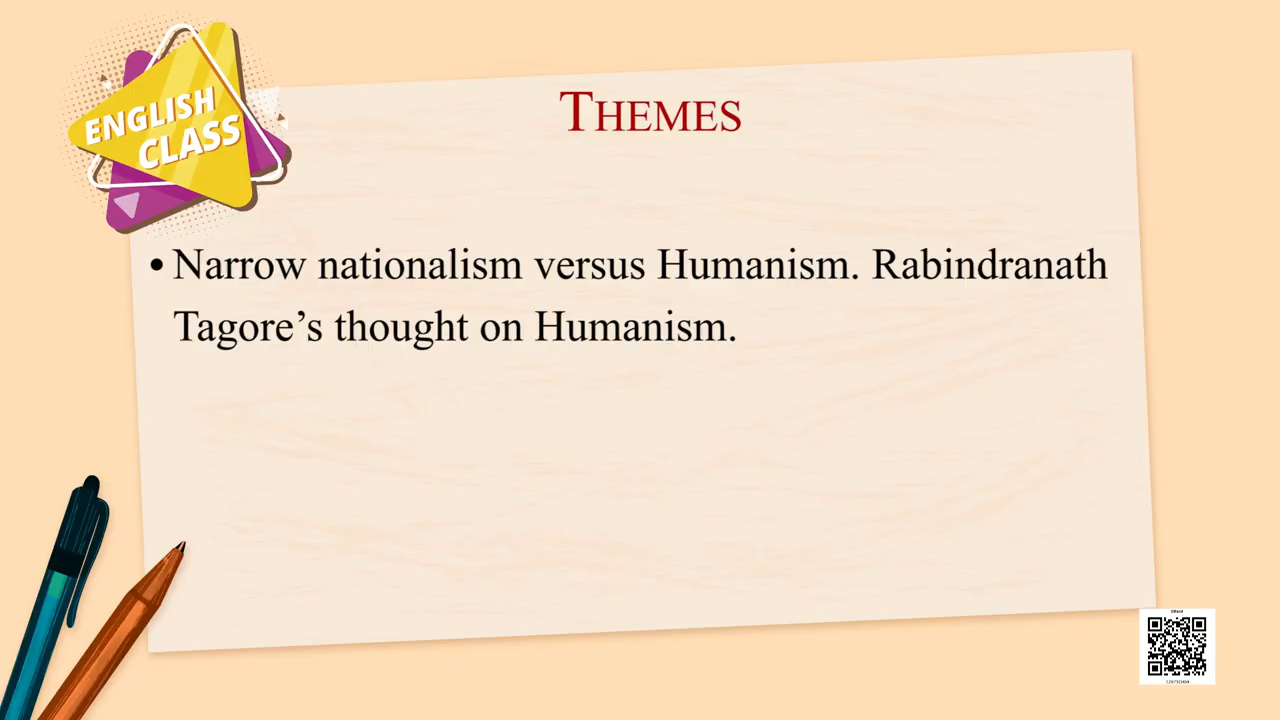 ENGLISH
CLASS
THEMES
• Narrow nationalism versus Humanism. Rabindranath
Tagore’s thought on Humanism.